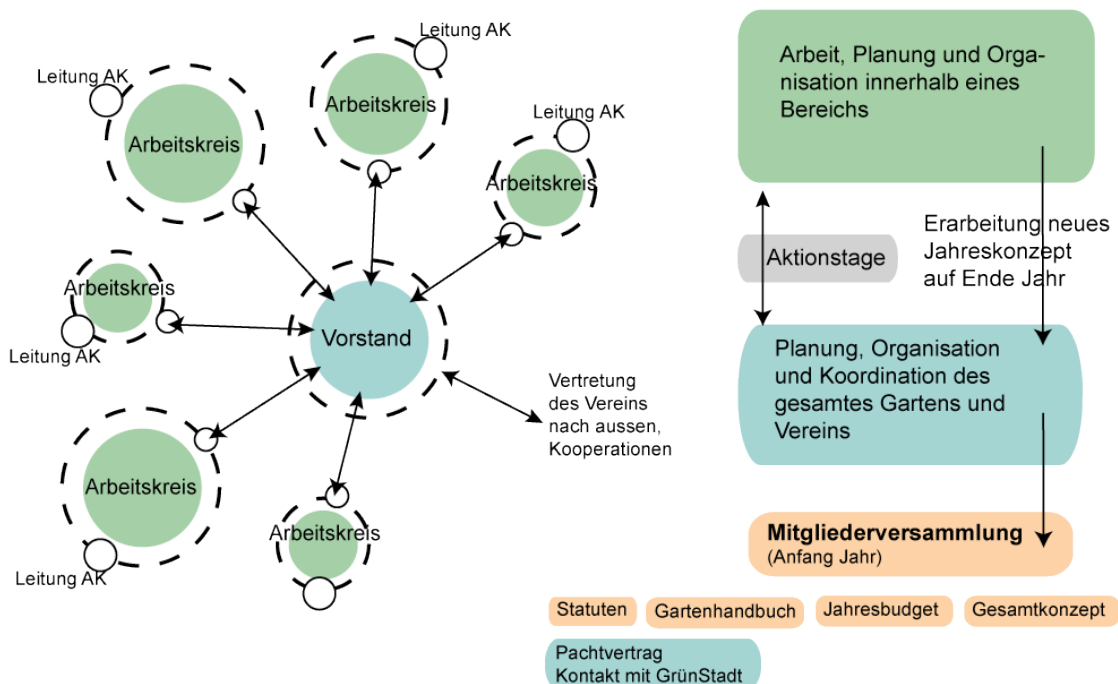 Leitung AK
Leitung AK
Leitung AK
Arbeitskreis
Arbeitskreis
Arbeitskreis
Arbeitskreis
Leitung AK
Vorstand
Vertretung
des Vereins
nach aussen,
Kooperationen
Arbeitskreis
Leitung AK
Arbeitskreis
Arbeit, Planung und Orga-
nisation innerhalb eines
Bereichs
Erarbeitung neues
Jahreskonzept
auf Ende Jahr
Aktionstage
Planung, Organisation
und Koordination des
gesamtes Gartens und
Vereins
Mitgliederversammlung
(Anfang Jahr)
Statuten
Gartenhandbuch
Jahresbudget
Gesamtkonzept
Pachtvertrag
Kontakt mit GrünStadt